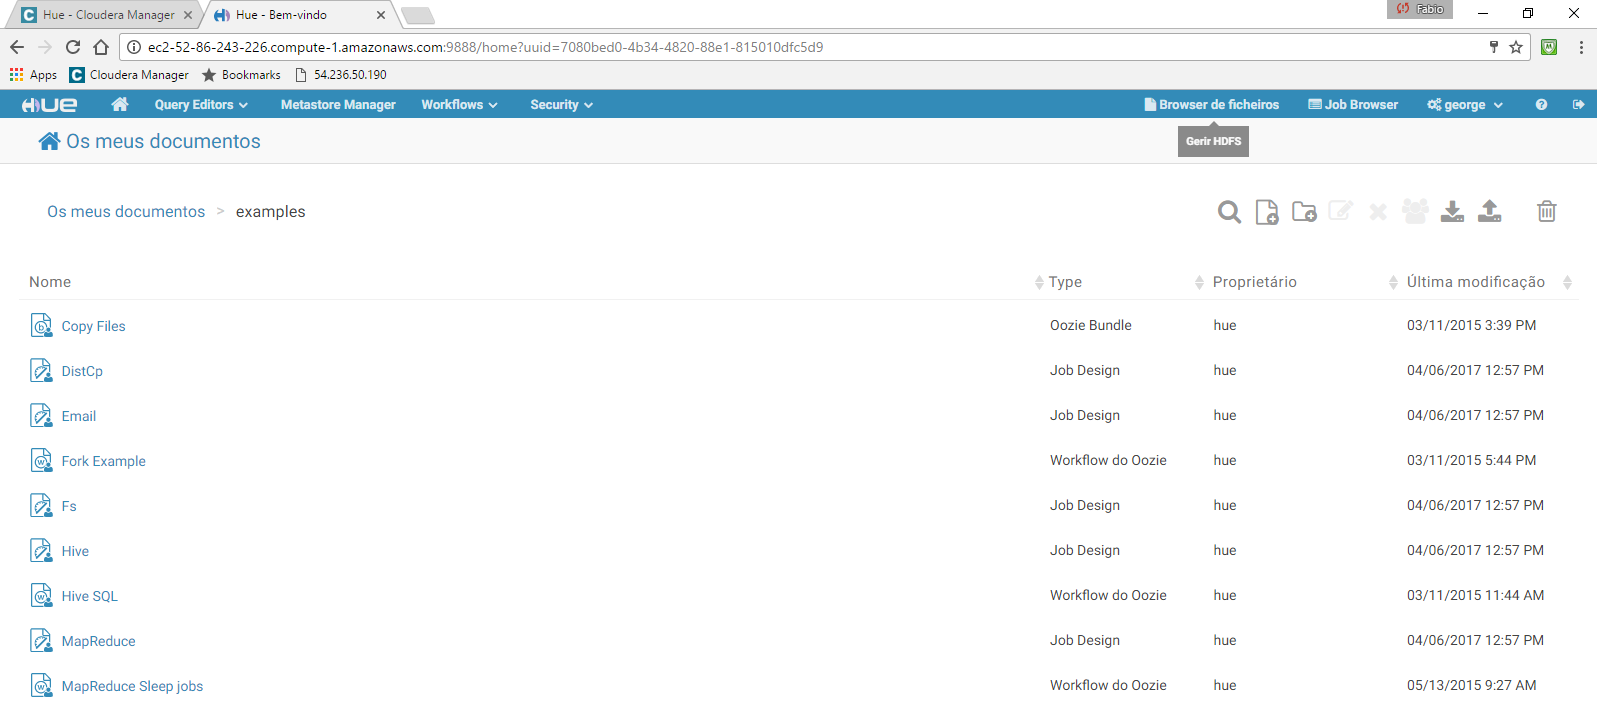 Hue - Cloudera Manager
Hue - Bem-vindo
Fabio
ec2-52-86-243-226.compute-1.amazonaws.com:9888/home?uuid=7080bed0-4b34-4820-88e1-815010dfc5d9
Apps Cloudera Manager Bookmarks 54.236.50.190
HUE Query Editors Metastore Manager Workflows Security Browser de ficheiros Job Browser george
Os meus documentos
Gerir HDFS
Os meus documentos > examples
Nome Type Proprietário Última modificação
Copy Files Oozie Bundle hue 03/11/2015 3:39 PM
DistCp Job Design hue 04/06/2017 12:57 PM
Email Job Design hue 04/06/2017 12:57 PM
Fork Example Workflow do Oozie hue 03/11/2015 5:44 PM
Fs Job Design hue 04/06/2017 12:57 PM
Hive Job Design hue 04/06/2017 12:57 PM
Hive SQL Workflow do Oozie hue 03/11/2015 11:44 AM
MapReduce Job Design hue 04/06/2017 12:57 PM
MapReduce Sleep jobs Workflow do Oozie hue 05/13/2015 9:27 AM